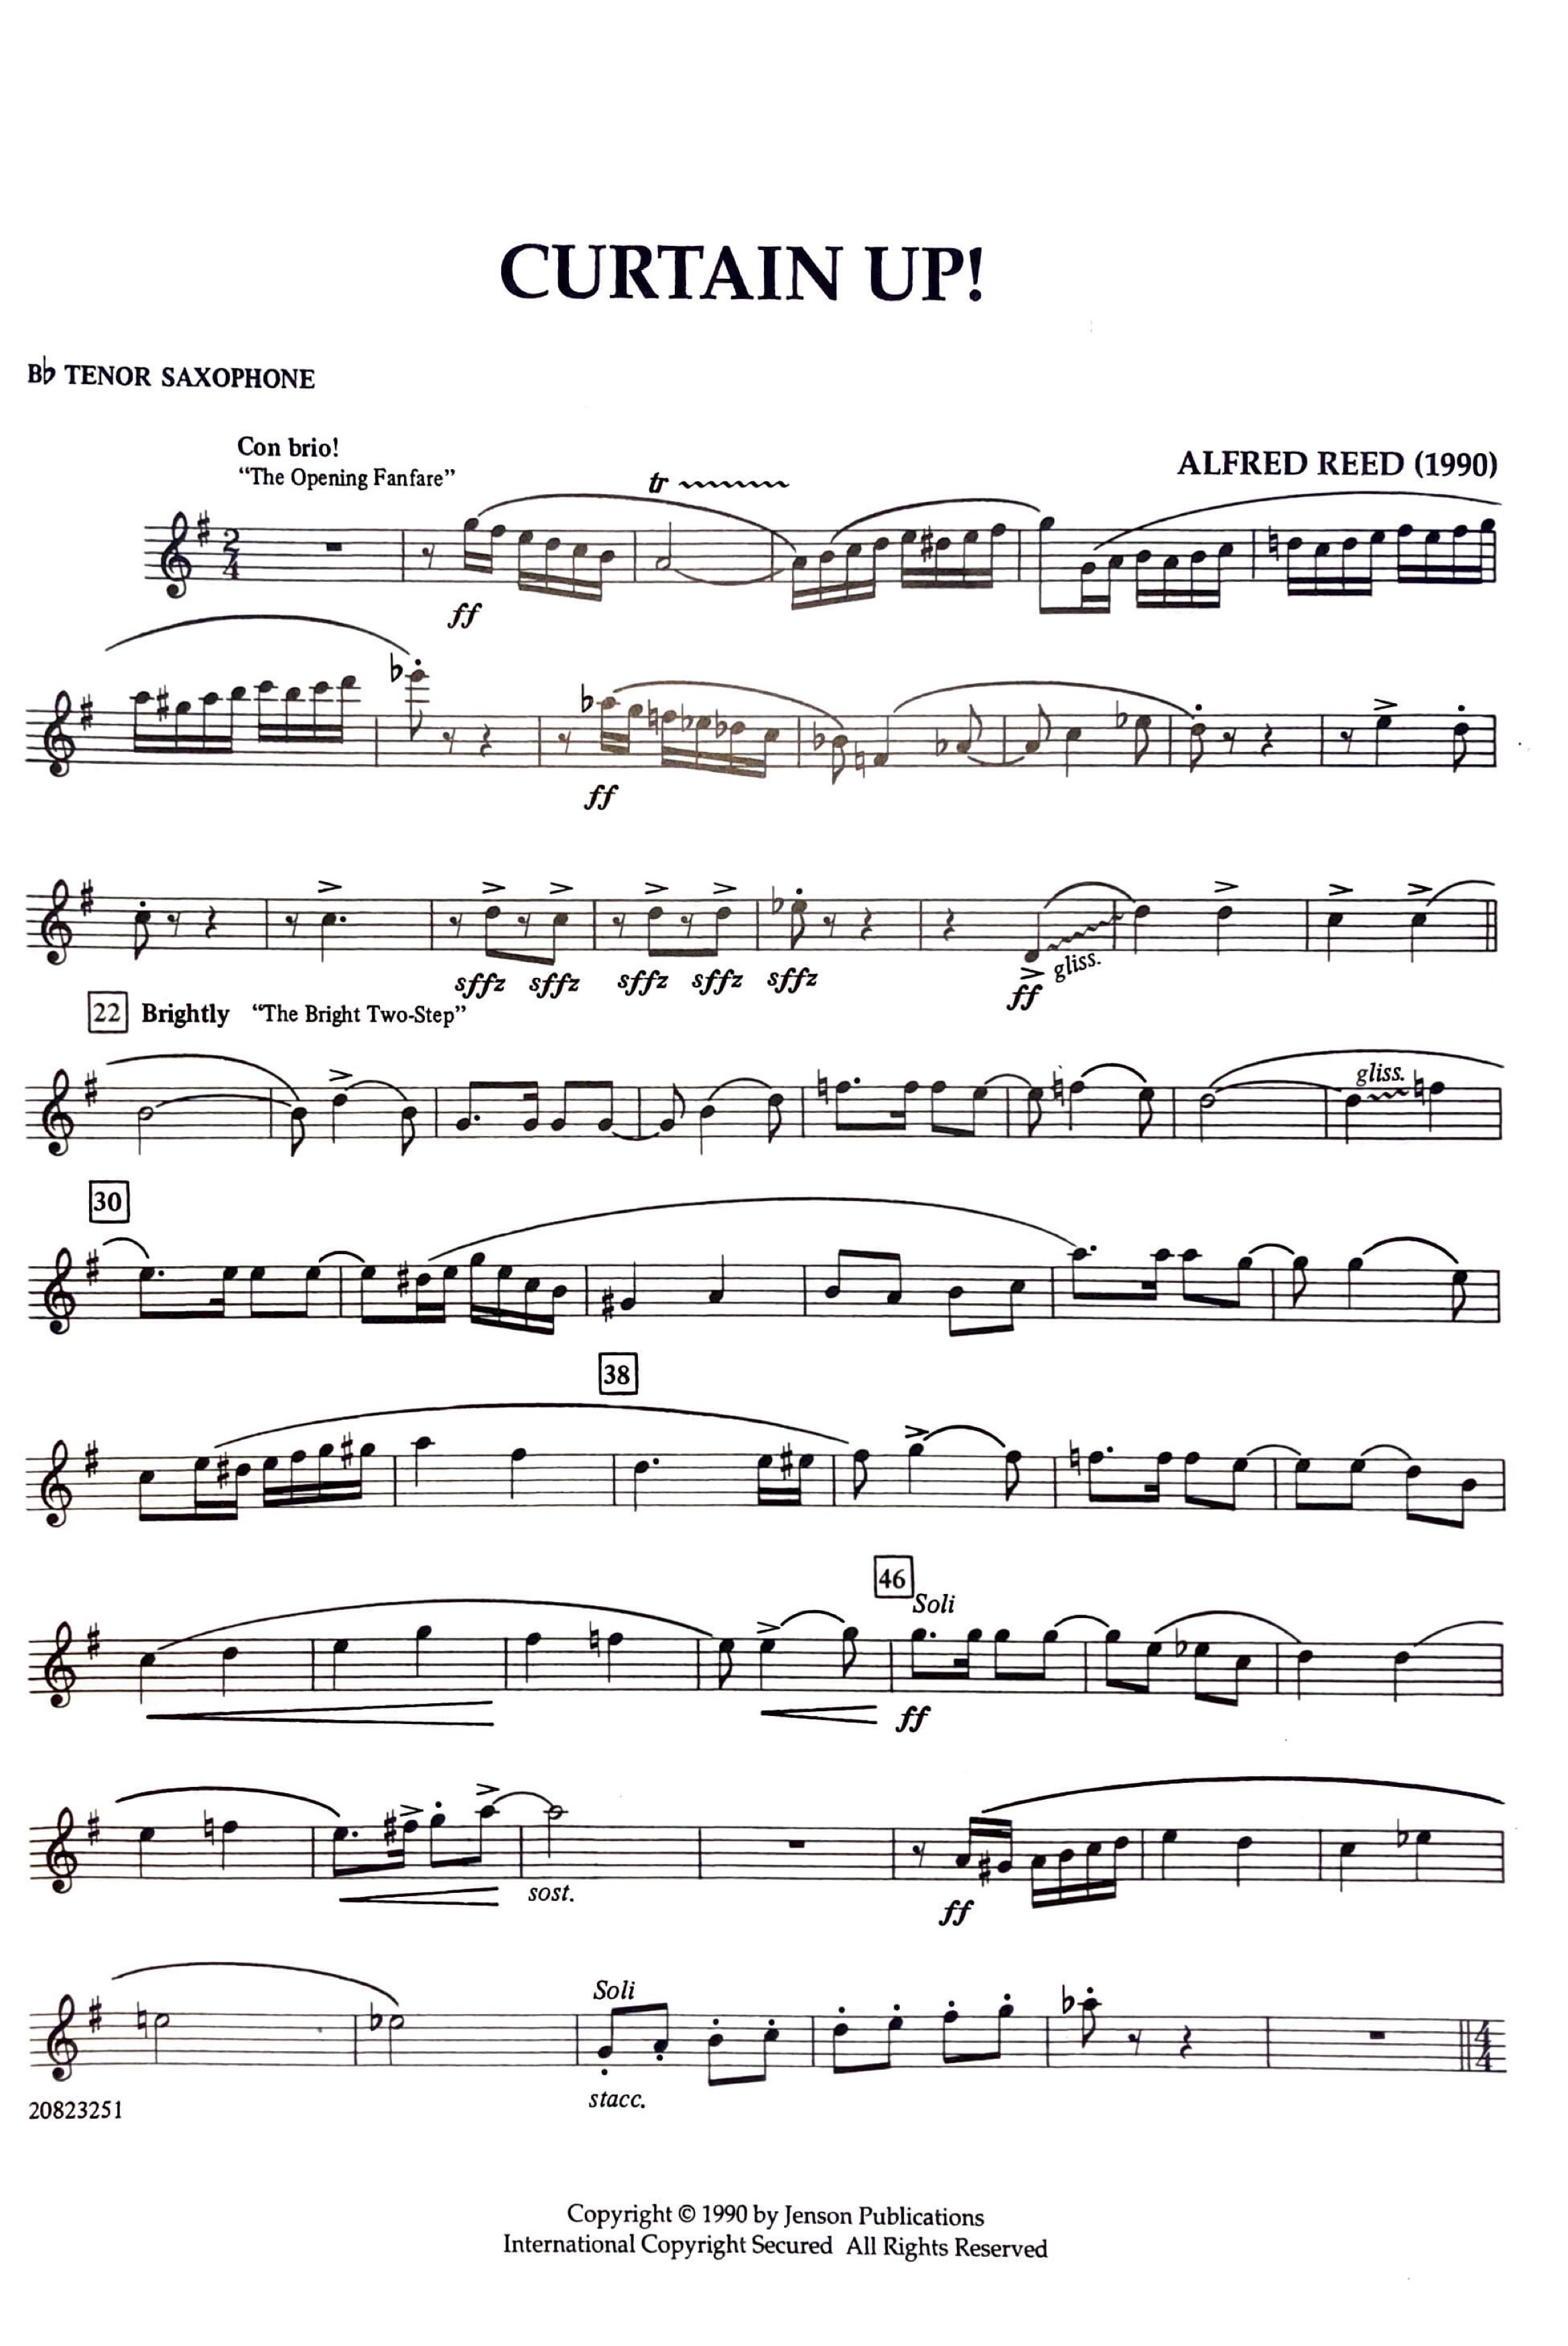 CURTAIN UP!
B♭ TENOR SAXOPHONE
Con brio!
“The Opening Fanfare”
ALFRED REED (1990)
tr
2
4
ff
ff
sffz sffz sffz sffz sffz ff gliss.
22 Brightly “The Bright Two-Step”
gliss.
30
38
46
Soli
ff
sost.
ff
Soli
4
4
stacc.
20823251
Copyright © 1990 by Jenson Publications
International Copyright Secured All Rights Reserved